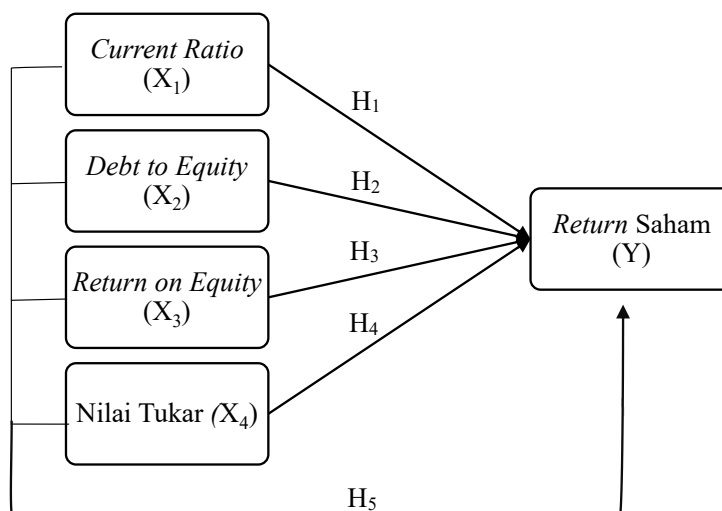 Current Ratio
(X₁)
H₁
Debt to Equity
(X₂)
H₂
Return on Equity
(X₃)
H₃
Nilai Tukar (X₄)
H₄
Return Saham
(Y)
H₅